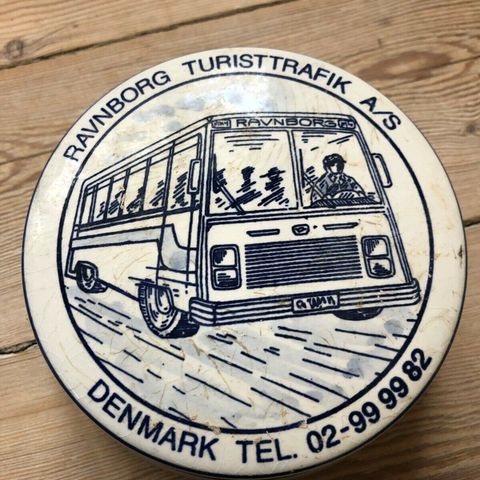 RAVNBORG TURISTTRAFIK A/S
RAVNBORG
DENMARK TEL. 02-99 99 82